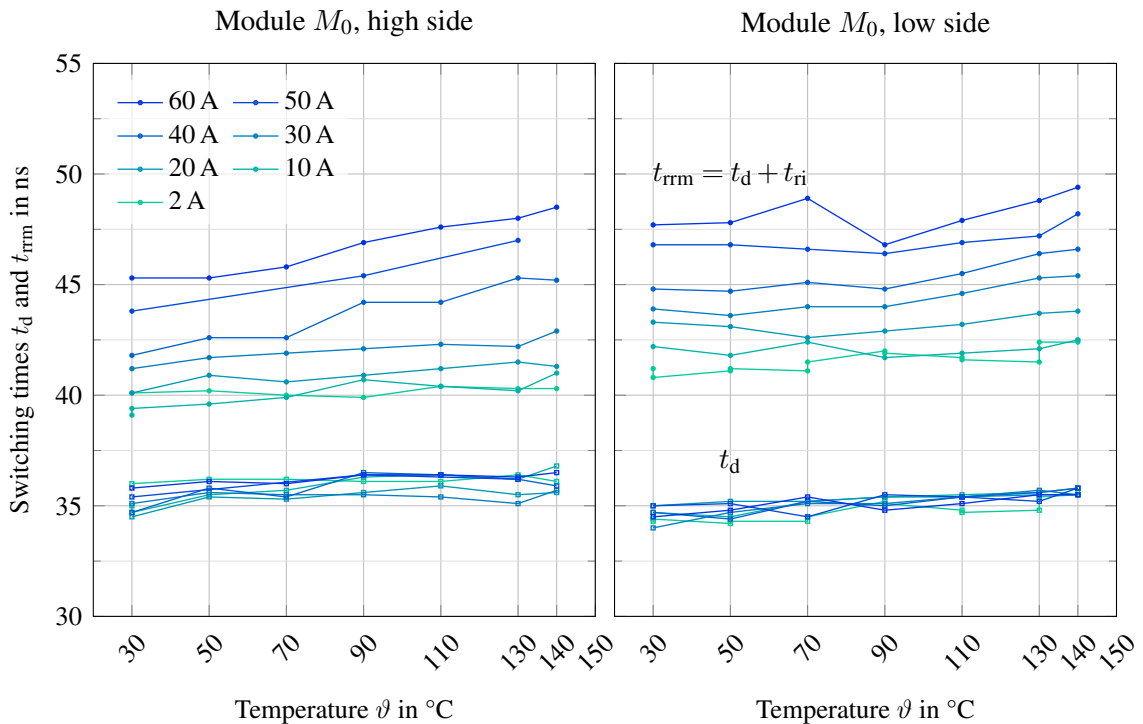 Module M₀, high side
Module M₀, low side
Switching times t_d and t_rrm in ns
55
50
45
40
35
30
60 A 50 A
40 A 30 A
20 A 10 A
2 A
t_rrm = t_d + t_ri
t_d
30 50 70 90 110 130 140 150
30 50 70 90 110 130 140 150
Temperature ϑ in °C
Temperature ϑ in °C